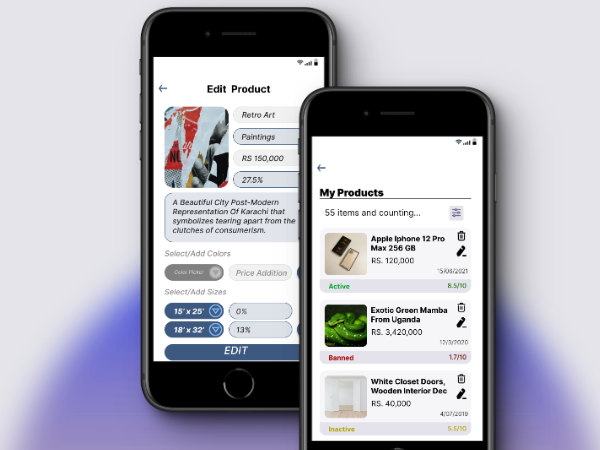 Edit Product
Retro Art
Paintings
RS 150,000
27.5%
A Beautiful City Post-Modern
Representation Of Karachi that
symbolizes tearing apart from the
clutches of consumerism.
Select/Add Colors
Color Picker
Price Addition
Select/Add Sizes
15' x 25'
0%
18' x 32'
13%
EDIT
My Products
55 items and counting...
Apple Iphone 12 Pro
Max 256 GB
RS. 120,000
15/06/2021
Active
8.5/10
Exotic Green Mamba
From Uganda
RS. 3,420,000
12/3/2020
Banned
1.7/10
White Closet Doors,
Wooden Interior Dec
RS. 40,000
4/07/2019
Inactive
5.5/10